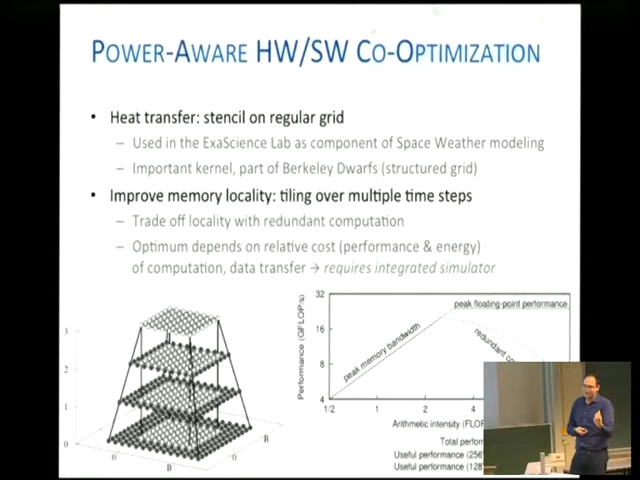 POWER-AWARE HW/SW CO-OPTIMIZATION
• Heat transfer: stencil on regular grid
– Used in the ExaScience Lab as component of Space Weather modeling
– Important kernel, part of Berkeley Dwarfs (structured grid)
• Improve memory locality: tiling over multiple time steps
– Trade off locality with redundant computation
– Optimum depends on relative cost (performance & energy)
of computation, data transfer → requires integrated simulator
3
2
1
0
0
B
0
B
Performance (GFLOP/s)
32
16
8
4
peak floating-point performance
peak memory bandwidth
redundant
1/2
1
2
4
Arithmetic intensity
Total
Useful performance (256
Useful performance (128